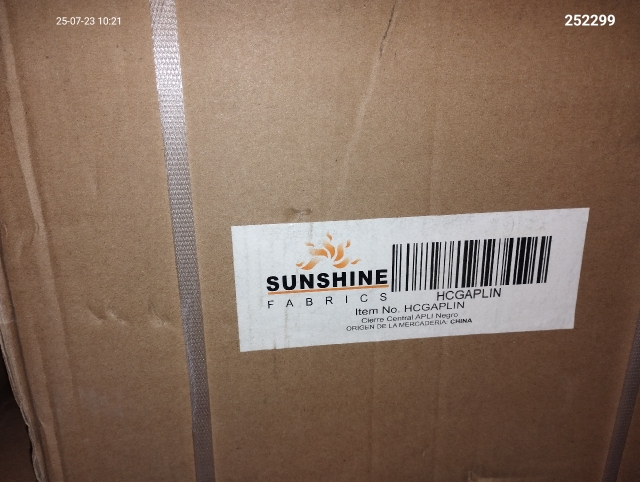 25-07-23 10:21
252299
SUNSHINE
FABRICS
HCGAPLIN
Item No. HCGAPLIN
Cierre Central APLI Negro
ORIGEN DE LA MERCADERIA: CHINA